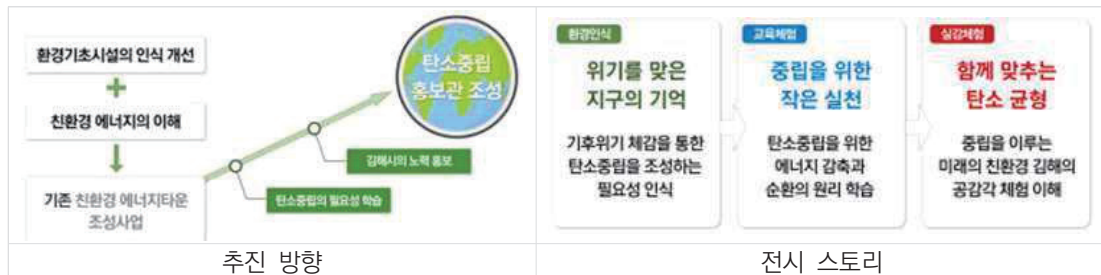 환경기초시설의 인식 개선
친환경 에너지의 이해
기존 친환경 에너지타운
조성사업
탄소중립의 필요성 학습
김해시의 노력 홍보
탄소중립
홍보관 조성
추진 방향
환경인식
위기를 맞은
지구의 기억
기후위기 체감을 통한
탄소중립을 조성하는
필요성 인식
교육체험
중립을 위한
작은 실천
탄소중립을 위한
에너지 감축과
순환의 원리 학습
실감체험
함께 맞추는
탄소 균형
중립을 이루는
미래의 친환경 김해의
공감각 체험 이해
전시 스토리